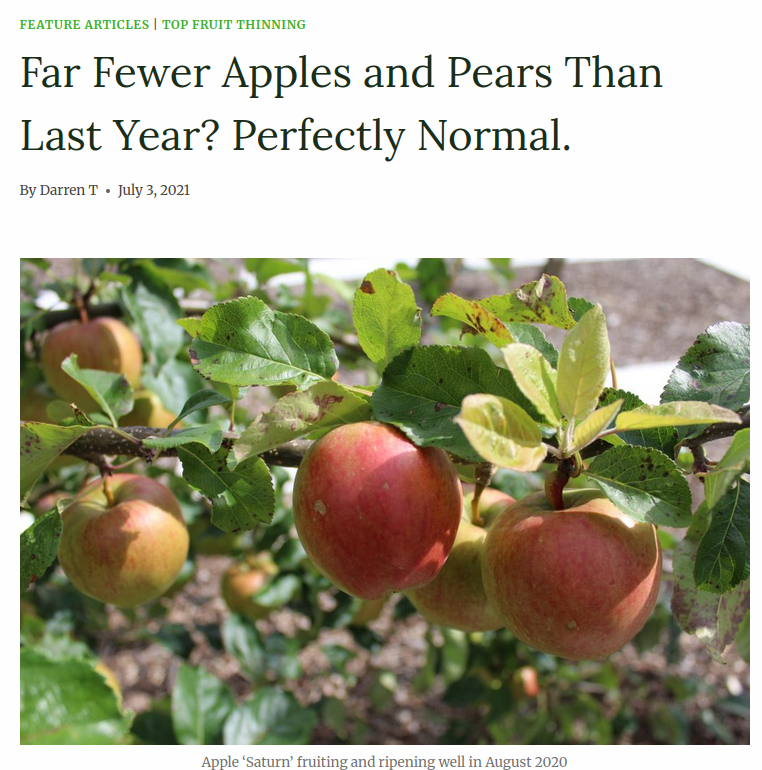 FEATURE ARTICLES | TOP FRUIT THINNING
Far Fewer Apples and Pears Than
Last Year? Perfectly Normal.
By Darren T • July 3, 2021
Apple ‘Saturn’ fruiting and ripening well in August 2020